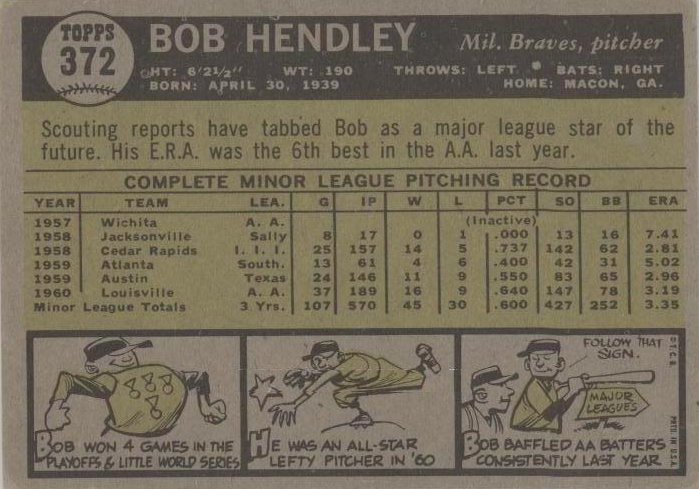 TOPPS
372
BOB HENDLEY Mil. Braves, pitcher
HT: 6'2½" WT: 190 THROWS: LEFT * BATS: RIGHT
BORN: APRIL 30, 1939 HOME: MACON, GA.
Scouting reports have tabbed Bob as a major league star of the
future. His E.R.A. was the 6th best in the A.A. last year.
COMPLETE MINOR LEAGUE PITCHING RECORD
YEAR TEAM LEA. G IP W L PCT SO BB ERA
1957 Wichita A. A. (Inactive)
1958 Jacksonville Sally 8 17 0 1 .000 13 16 7.41
1958 Cedar Rapids I. I. I. 25 157 14 5 .737 142 62 2.81
1959 Atlanta South. 13 61 4 6 .400 42 31 5.02
1959 Austin Texas 24 146 11 9 .550 83 65 2.96
1960 Louisville A. A. 37 189 16 9 .640 147 78 3.19
Minor League Totals 3 Yrs. 107 570 45 30 .600 427 252 3.35
BOB WON 4 GAMES IN THE
PLAYOFFS & LITTLE WORLD SERIES
HE WAS AN ALL-STAR
LEFTY PITCHER IN '60
FOLLOW THAT
SIGN.
MAJOR
LEAGUES
BOB BAFFLED AA BATTERS
CONSISTENTLY LAST YEAR
© T.C.G. PRTD. IN U.S.A.